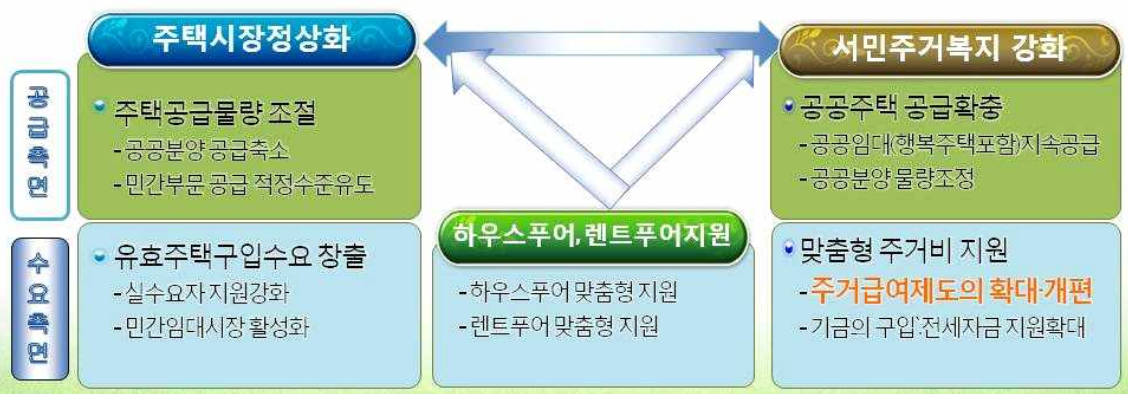 주택시장정상화
서민주거복지 강화
공급측면
주택공급물량 조절
-공공분양 공급축소
-민간부문 공급 적정수준유도
공공주택 공급확충
-공공임대(행복주택포함)지속공급
-공공분양 물량조정
하우스푸어, 렌트푸어지원
수요측면
유효주택구입수요 창출
-실수요자 지원강화
-민간임대시장 활성화
-하우스푸어 맞춤형 지원
-렌트푸어 맞춤형 지원
맞춤형 주거비 지원
-주거급여제도의 확대·개편
-기금의 구입·전세자금 지원확대